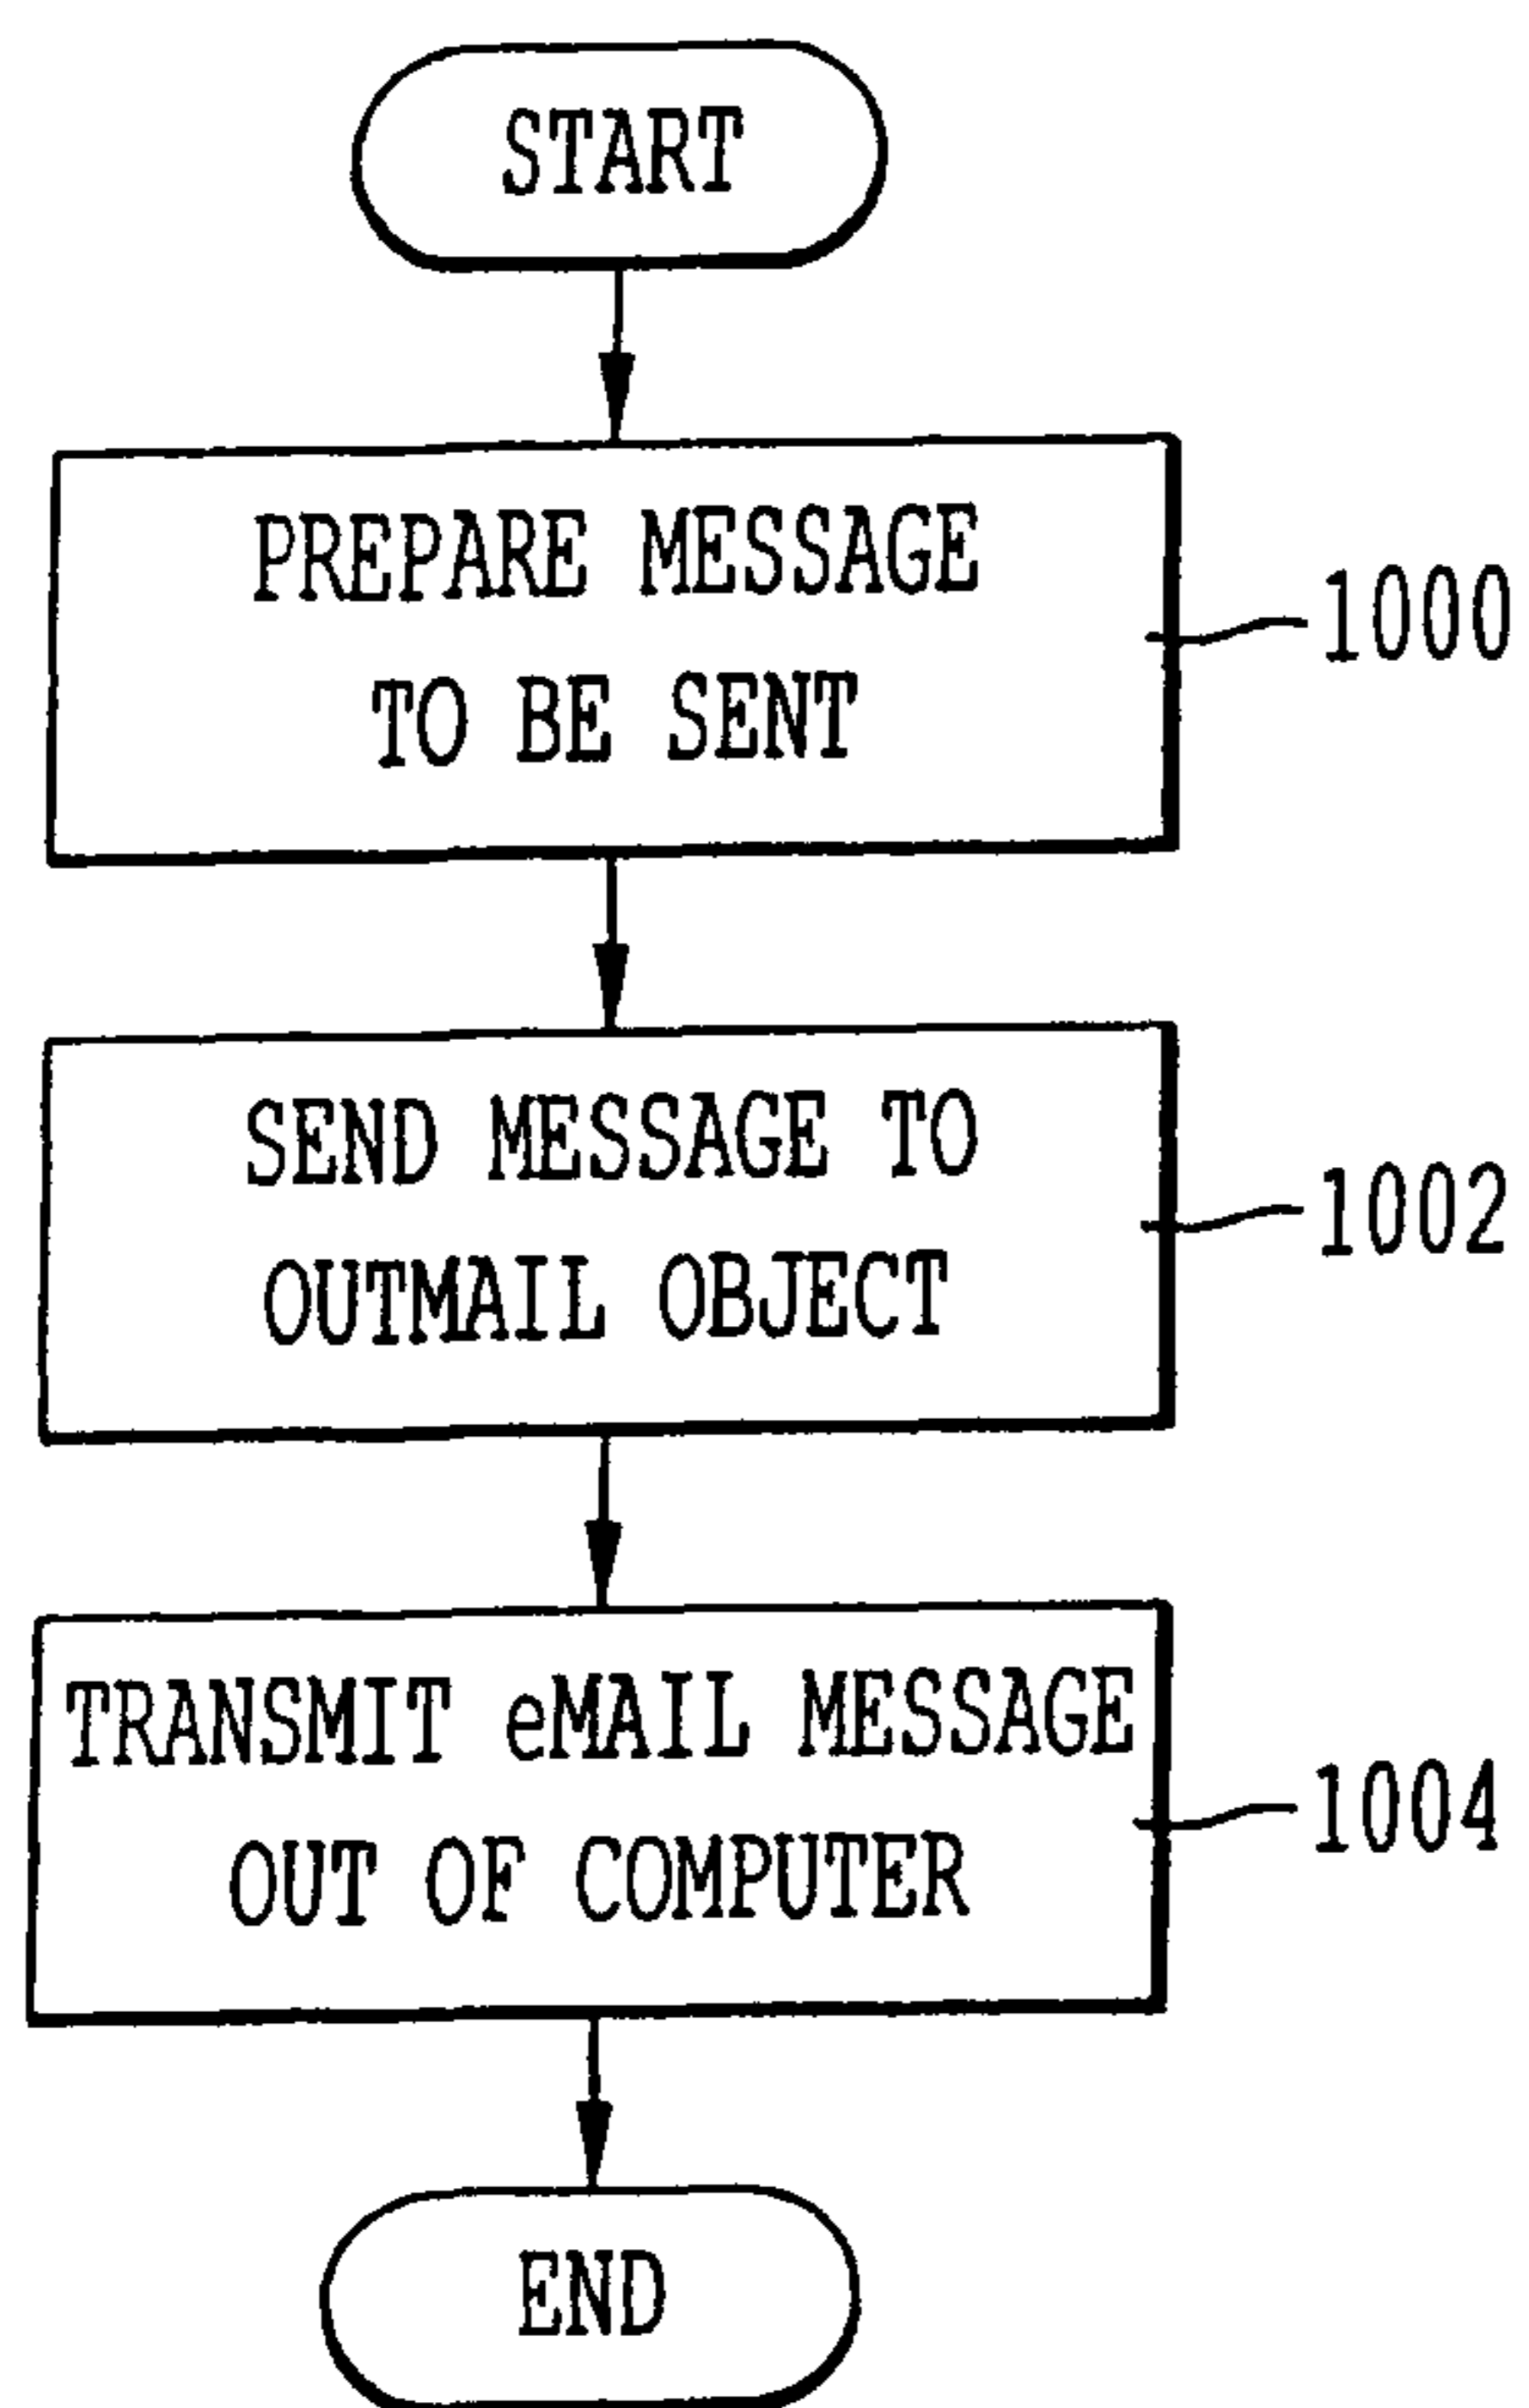 START
PREPARE MESSAGE
TO BE SENT
1000
SEND MESSAGE TO
OUTMAIL OBJECT
1002
TRANSMIT eMAIL MESSAGE
OUT OF COMPUTER
1004
END